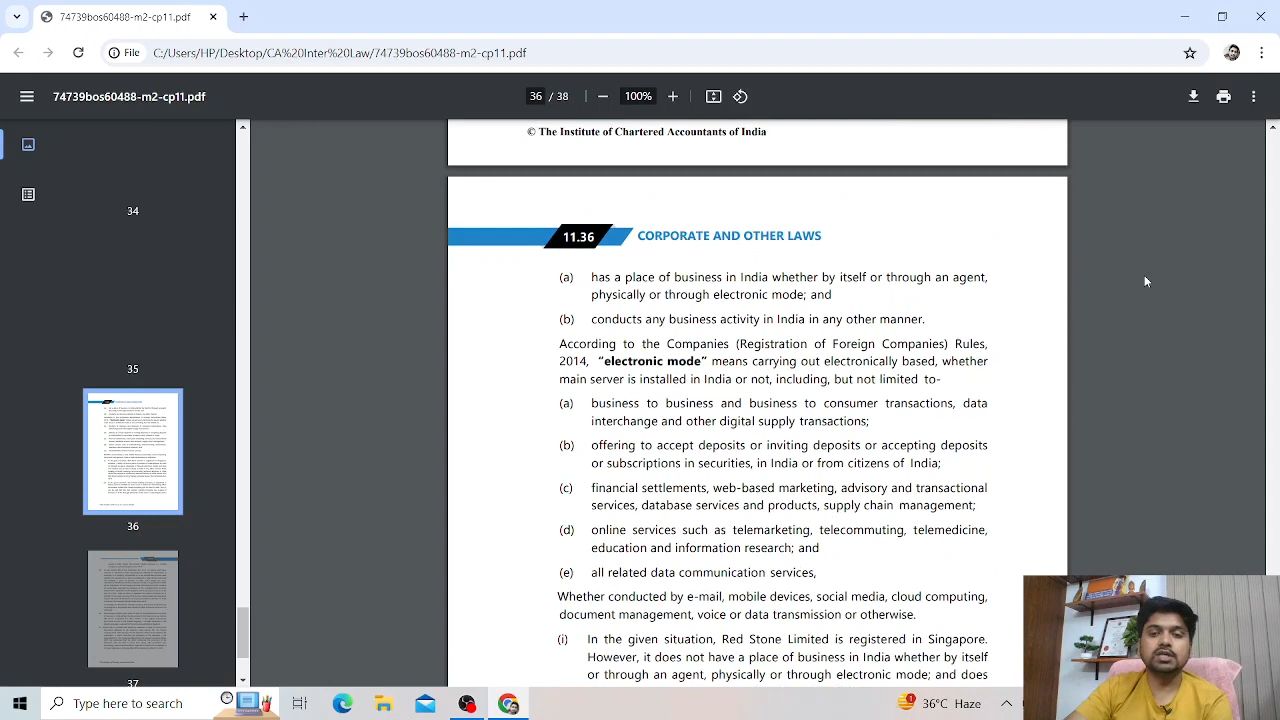 74739bos60488-m2-cp11.pdf
File C:/Users/HP/Desktop/CA%20Inter%20Law/74739bos60488-m2-cp11.pdf
74739bos60488-m2-cp11.pdf
36 / 38
100%
34
35
36
37
© The Institute of Chartered Accountants of India
11.36 CORPORATE AND OTHER LAWS
(a) has a place of business in India whether by itself or through an agent,
physically or through electronic mode; and
(b) conducts any business activity in India in any other manner.
According to the Companies (Registration of Foreign Companies) Rules,
2014, “electronic mode” means carrying out electronically based, whether
main server is installed in India or not, including, but not limited to-
(a) business to business and business to consumer transactions, data
interchange and other digital supply transactions;
(b) offering to accept deposits or inviting deposits or accepting deposits
or subscriptions in securities, in India or from citizens of India;
(c) financial settlements, web-based marketing, advisory and transactional
services, database services and products, supply chain management;
(d) online services such as telemarketing, telecommuting, telemedicine,
education and information research; and
(e) all related data communication services,
Whether conducted by e-mail, mobile devices, social media, cloud computing,
document management, voice or data transmission or otherwise.
(i) In the given situation, Red Stone Limited is registered in Singapore.
However, it does not have a place of business in India whether by itself
or through an agent, physically or through electronic mode; and does
Type here to search
1
36° Haze